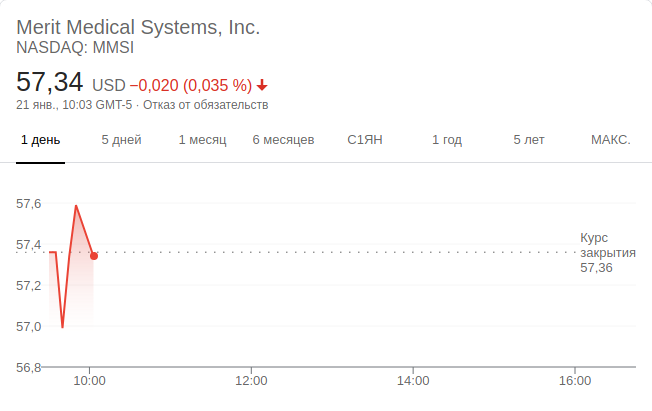 Merit Medical Systems, Inc.
NASDAQ: MMSI
57,34 USD −0,020 (0,035 %)
21 янв., 10:03 GMT-5 · Отказ от обязательств
1 день 5 дней 1 месяц 6 месяцев С1ЯН 1 год 5 лет МАКС.
57,6
57,4
57,2
57,0
56,8
Курс
закрытия
57,36
10:00 12:00 14:00 16:00